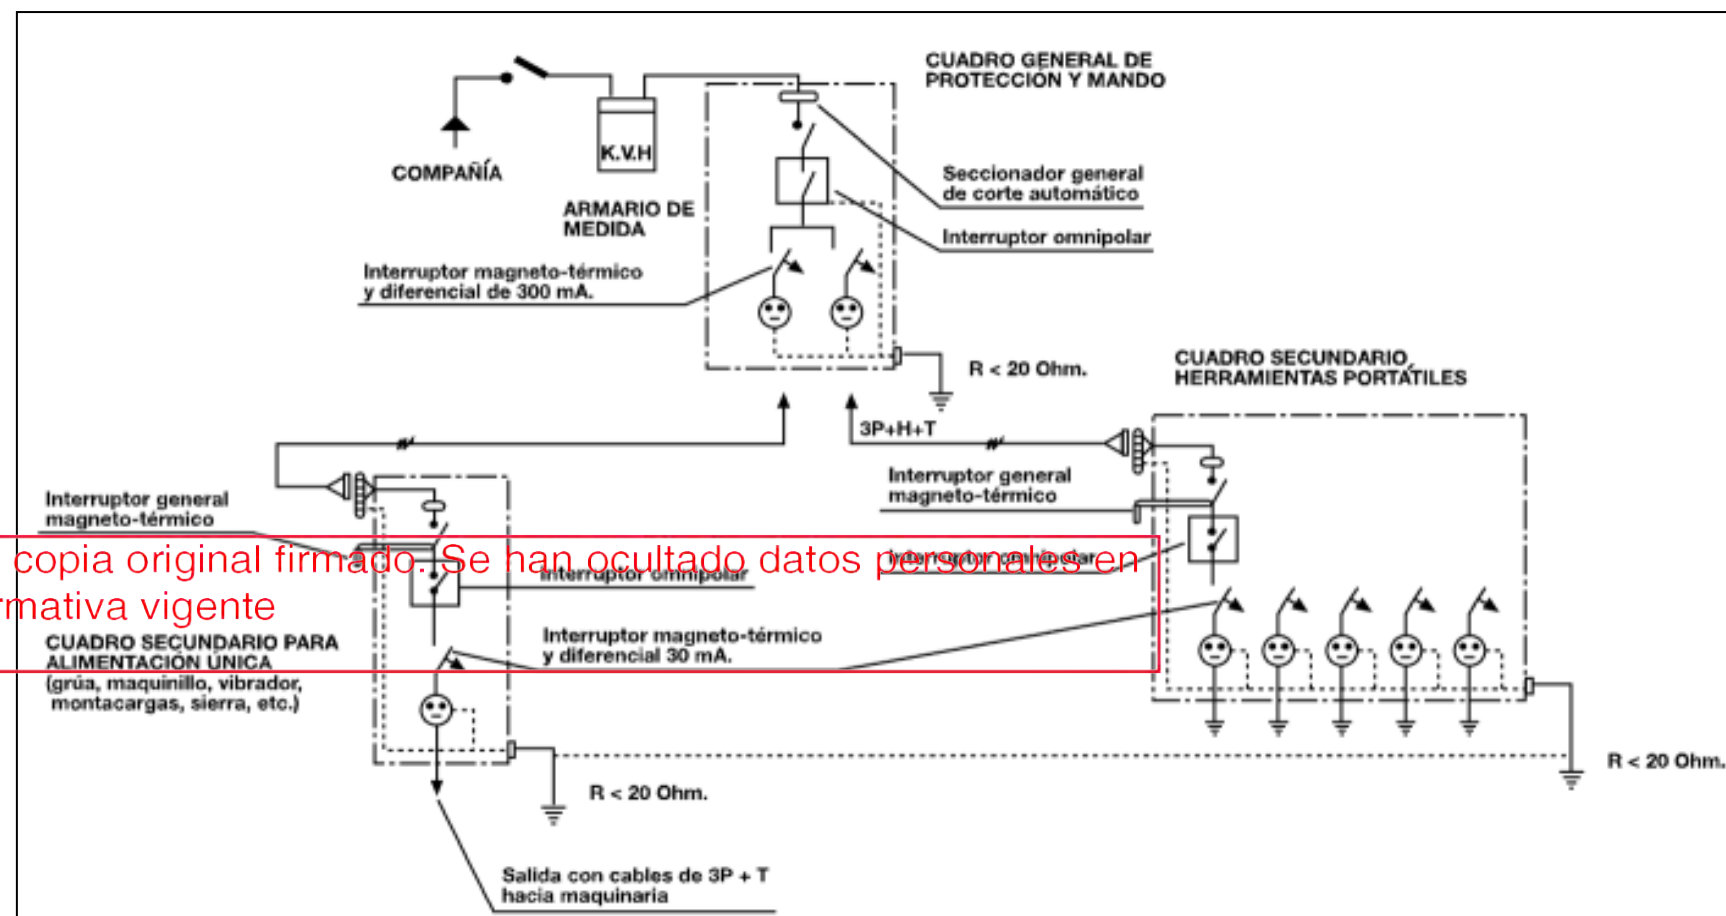 CUADRO GENERAL DE
PROTECCIÓN Y MANDO
COMPAÑÍA
K.V.H
ARMARIO DE
MEDIDA
Seccionador general
de corte automático
Interruptor omnipolar
Interruptor magneto-térmico
y diferencial de 300 mA.
R < 20 Ohm.
CUADRO SECUNDARIO
HERRAMIENTAS PORTÁTILES
3P+H+T
Interruptor general
magneto-térmico
Interruptor general
magneto-térmico
copia original firmado. Se han ocultado datos personales en
rmativa vigente
Interruptor omnipolar
Interruptor omnipolar
CUADRO SECUNDARIO PARA
ALIMENTACIÓN ÚNICA
(grúa, maquinillo, vibrador,
montacargas, sierra, etc.)
Interruptor magneto-térmico
y diferencial 30 mA.
R < 20 Ohm.
R < 20 Ohm.
Salida con cables de 3P + T
hacia maquinaria